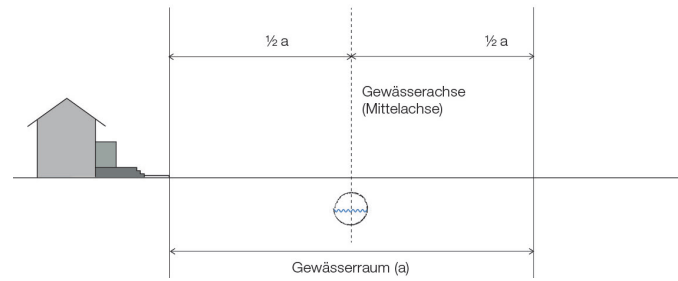 ½ a
½ a
Gewässerachse
(Mittelachse)
Gewässerraum (a)